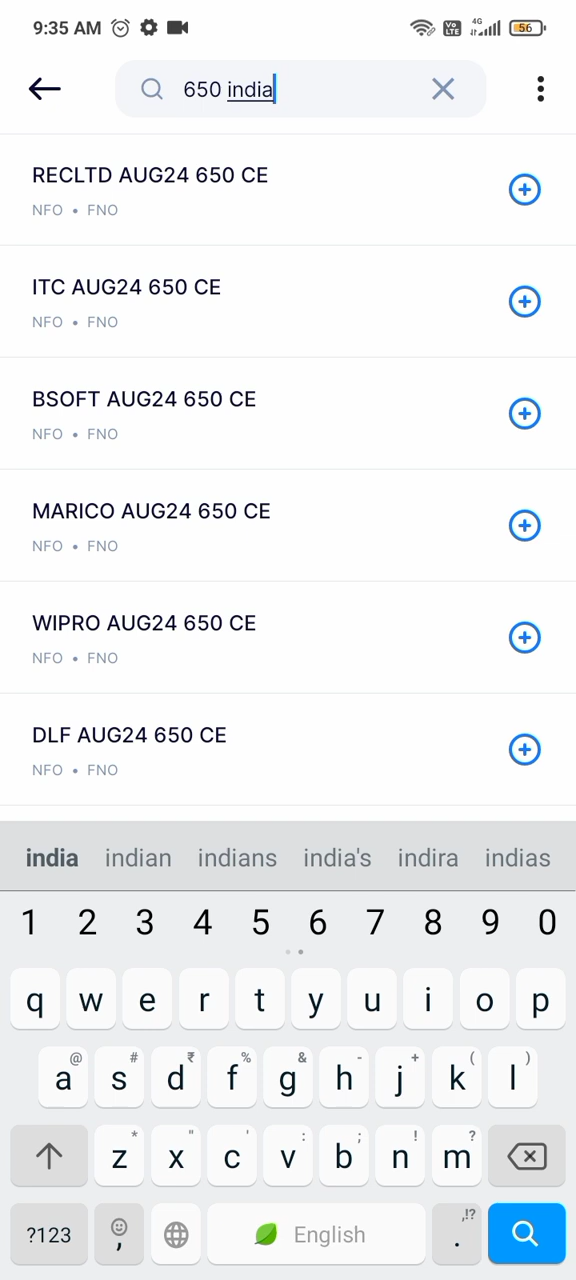 9:35 AM
Vo LTE 4G 56
650 india
RECLTD AUG24 650 CE
NFO • FNO
ITC AUG24 650 CE
NFO • FNO
BSOFT AUG24 650 CE
NFO • FNO
MARICO AUG24 650 CE
NFO • FNO
WIPRO AUG24 650 CE
NFO • FNO
DLF AUG24 650 CE
NFO • FNO
india indian indians india's indira indias
1 2 3 4 5 6 7 8 9 0
q w e r t y u i o p
@ # ₹ % & - + ( )
a s d f g h j k l
* " ' : ; ! ?
z x c v b n m
?123 , English . ,!?